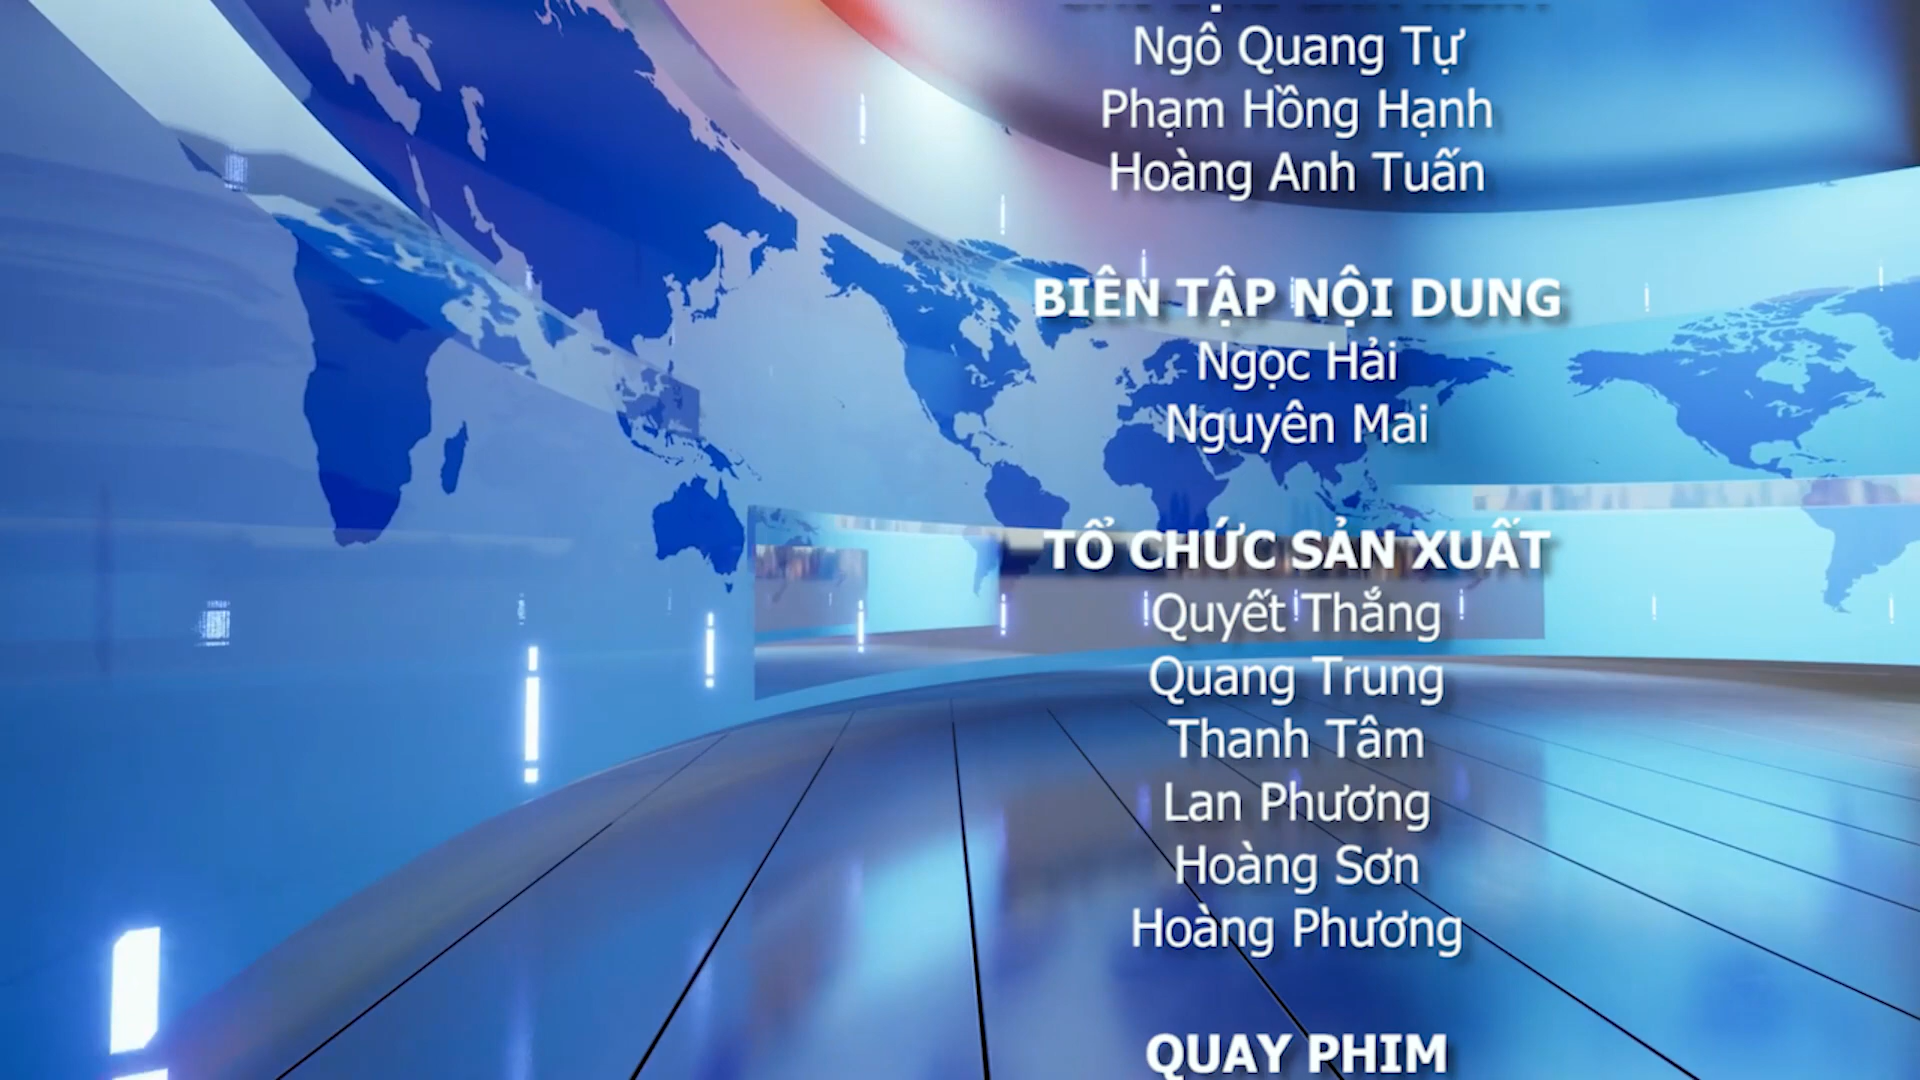 Ngô Quang Tự
Phạm Hồng Hạnh
Hoàng Anh Tuấn
BIÊN TẬP NỘI DUNG
Ngọc Hải
Nguyên Mai
TỔ CHỨC SẢN XUẤT
Quyết Thắng
Quang Trung
Thanh Tâm
Lan Phương
Hoàng Sơn
Hoàng Phương
QUAY PHIM